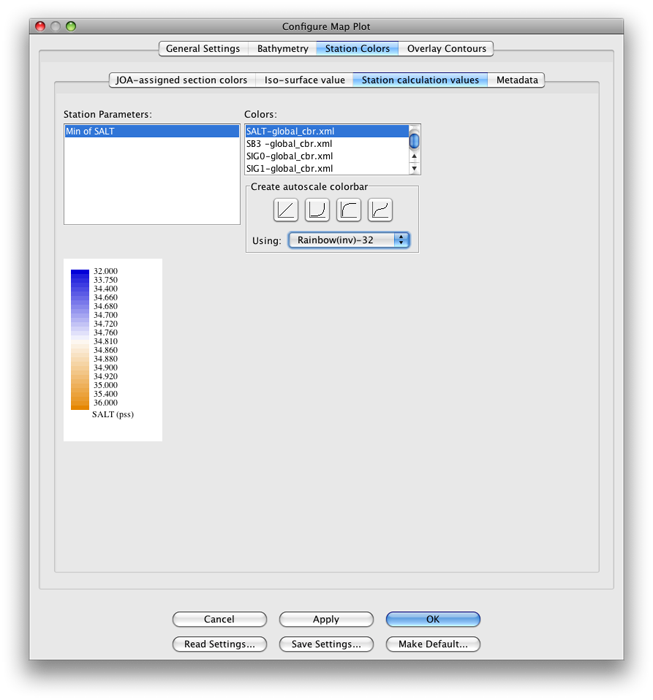 Configure Map Plot
General Settings Bathymetry Station Colors Overlay Contours
JOA-assigned section colors Iso-surface value Station calculation values Metadata
Station Parameters:
Min of SALT
Colors:
SALT-global_cbr.xml
SB3 -global_cbr.xml
SIG0-global_cbr.xml
SIG1-global_cbr.xml
Create autoscale colorbar
Using: Rainbow(inv)-32
32.000
33.750
34.400
34.660
34.680
34.700
34.720
34.760
34.810
34.860
34.880
34.900
34.920
35.000
35.400
36.000
SALT (pss)
Cancel Apply OK
Read Settings... Save Settings... Make Default...